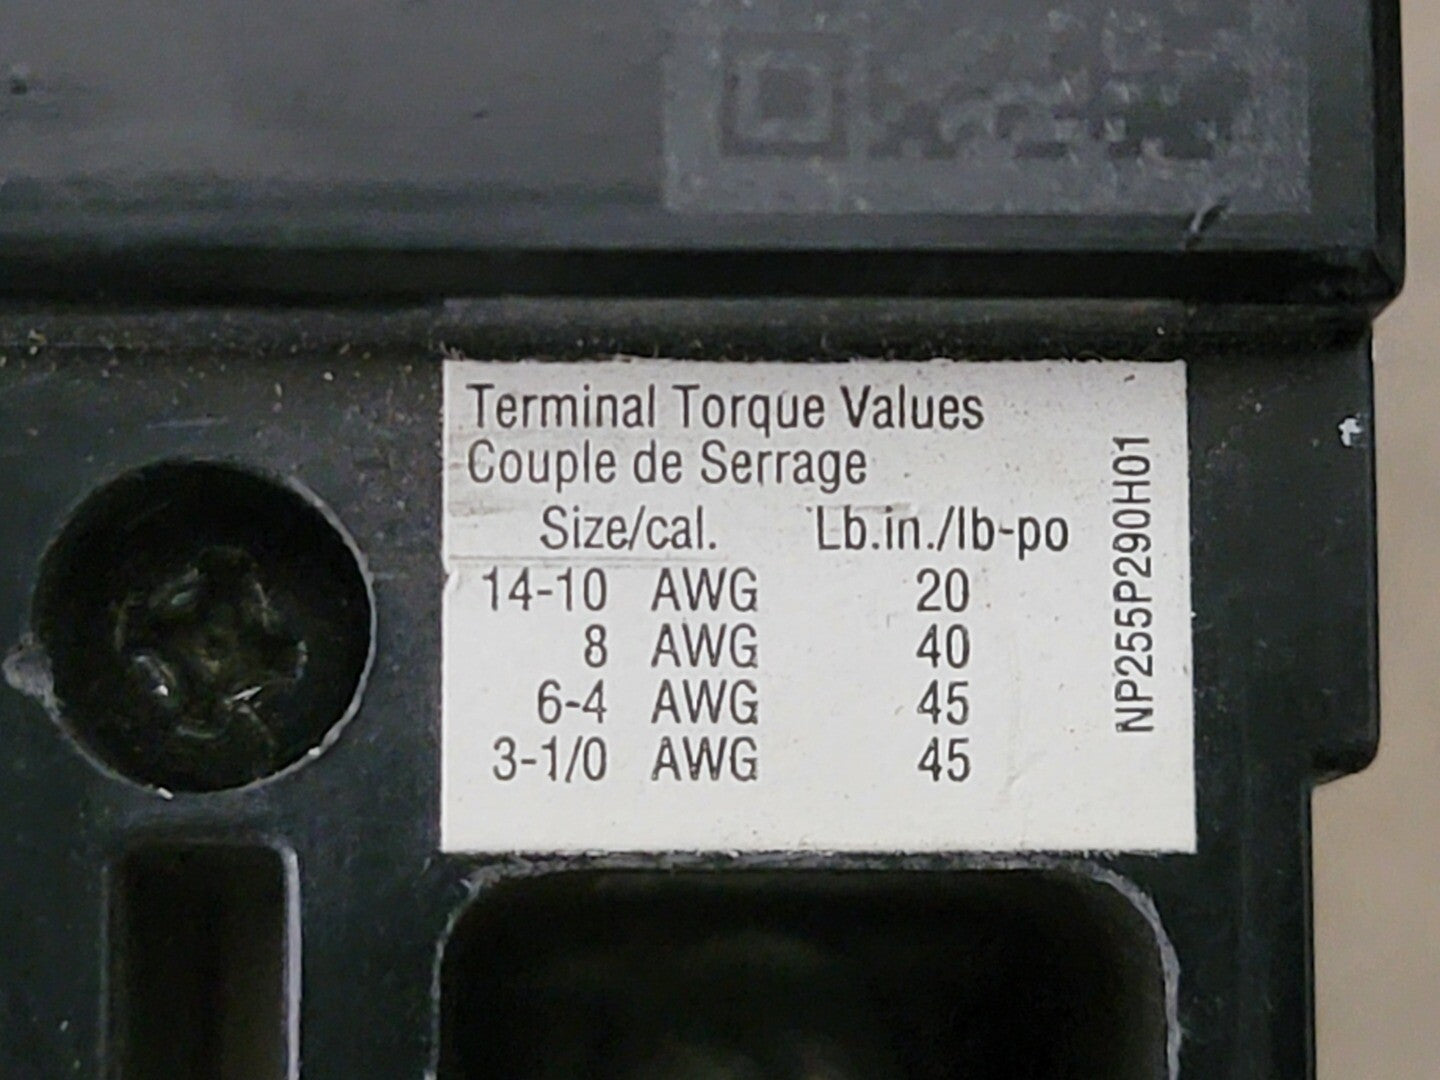 Terminal Torque Values
Couple de Serrage
Size/cal. Lb.in./lb-po
14-10 AWG 20
8 AWG 40
6-4 AWG 45
3-1/0 AWG 45
NP255P290H01